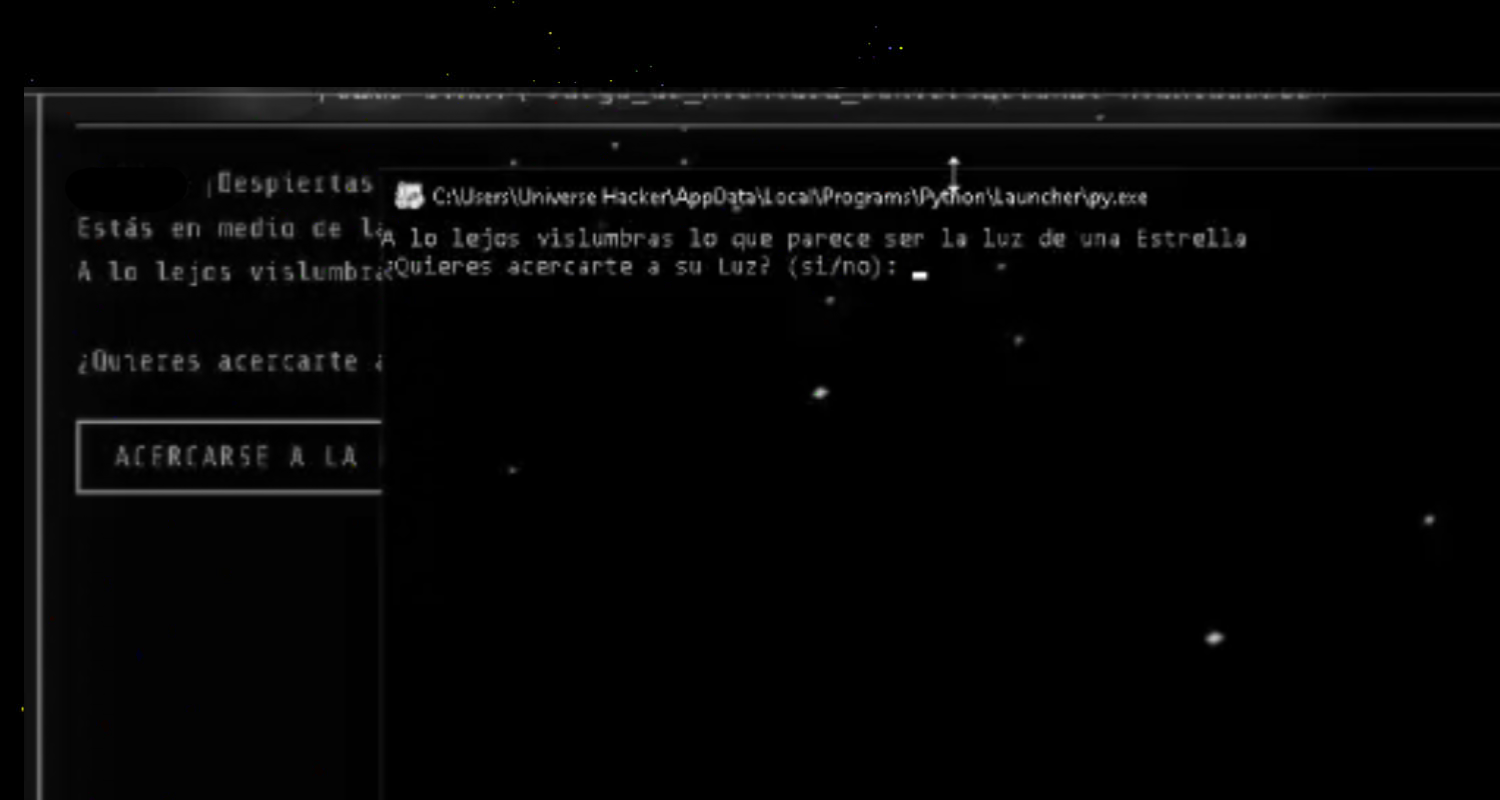 ¡Despiertas
Estás en medio de la
A lo lejos vislumbra
¿Quieres acercarte a
ACERCARSE A LA
C:\Users\Universe Hacker\AppData\Local\Programs\Python\Launcher\py.exe
A lo lejos vislumbras lo que parece ser la luz de una Estrella
¿Quieres acercarte a su Luz? (si/no):